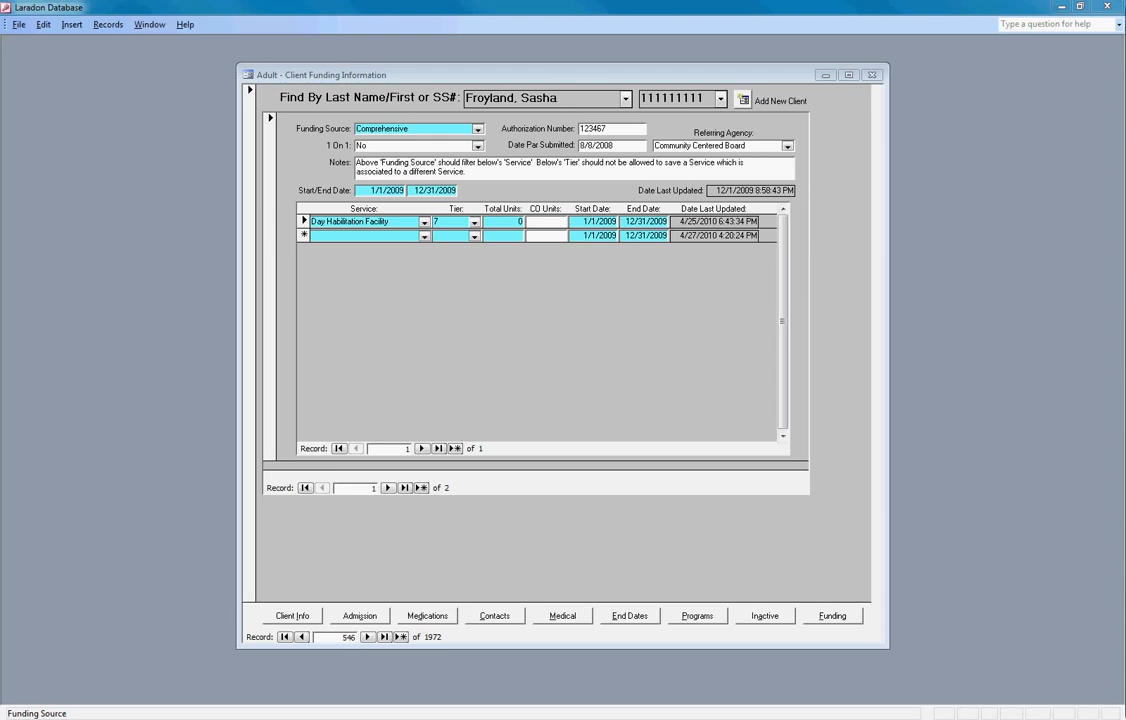 Laradon Database
File Edit Insert Records Window Help Type a question for help
Adult - Client Funding Information
Find By Last Name/First or SS#: Froyland, Sasha 111111111 Add New Client
Funding Source: Comprehensive Authorization Number: 123467 Referring Agency:
1 On 1: No Date Par Submitted: 8/8/2008 Community Centered Board
Notes: Above 'Funding Source' should filter below's 'Service' Below's 'Tier' should not be allowed to save a Service which is
associated to a different Service.
Start/End Date: 1/1/2009 12/31/2009 Date Last Updated: 12/1/2009 8:58:43 PM
Service: Tier: Total Units: CO Units: Start Date: End Date: Date Last Updated:
Day Habilitation Facility 7 0 1/1/2009 12/31/2009 4/25/2010 6:43:34 PM
1/1/2009 12/31/2009 4/27/2010 4:20:24 PM
Record: 1 of 1
Record: 1 of 2
Client Info Admission Medications Contacts Medical End Dates Programs Inactive Funding
Record: 546 of 1972
Funding Source